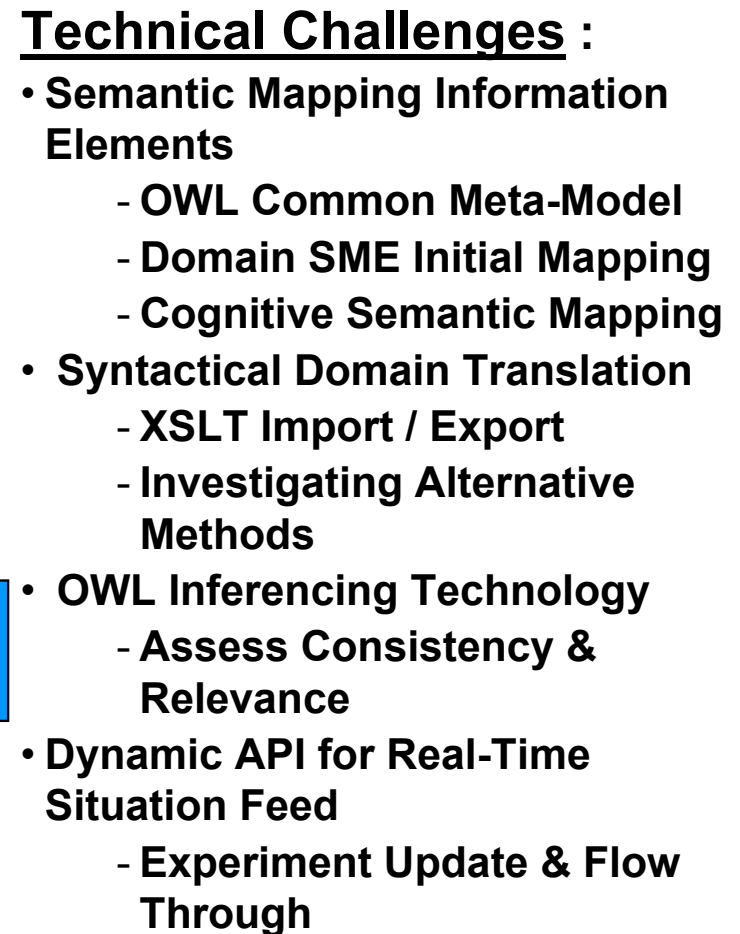 Technical Challenges :
• Semantic Mapping Information
Elements
- OWL Common Meta-Model
- Domain SME Initial Mapping
- Cognitive Semantic Mapping
• Syntactical Domain Translation
- XSLT Import / Export
- Investigating Alternative
Methods
• OWL Inferencing Technology
- Assess Consistency &
Relevance
• Dynamic API for Real-Time
Situation Feed
- Experiment Update & Flow
Through